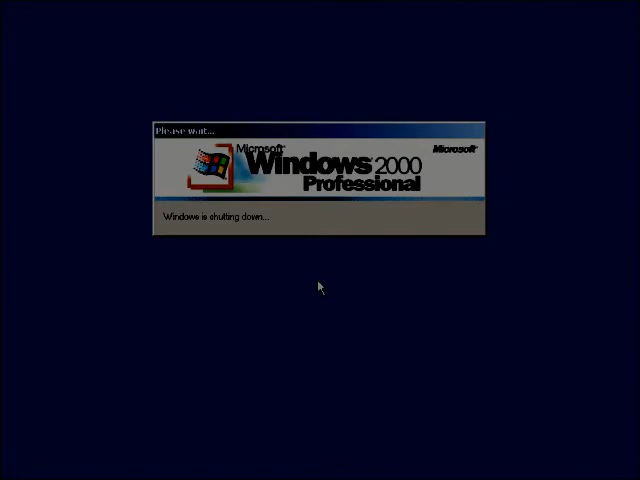 Please wait...
Microsoft
Microsoft
Windows 2000
Professional
Windows is shutting down...